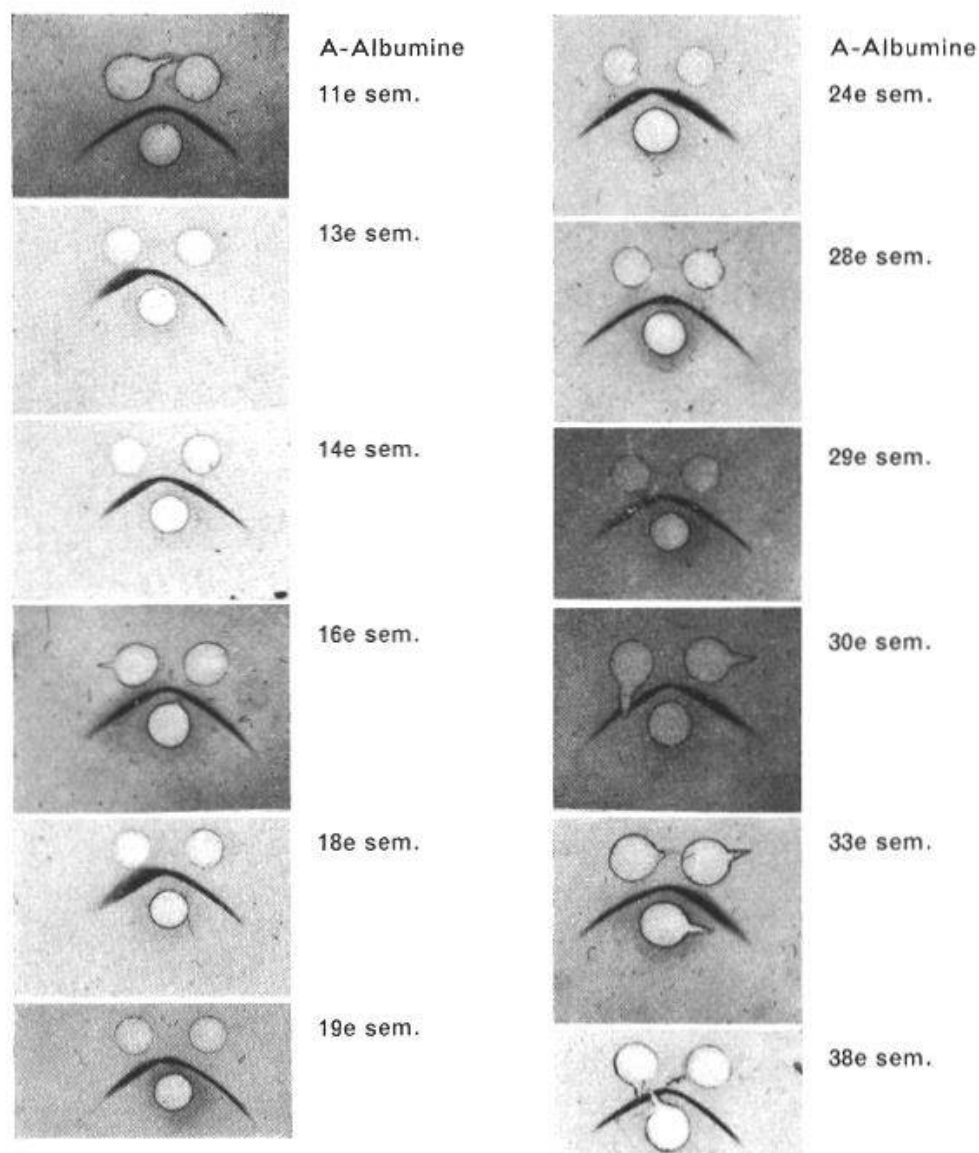 A-Albumine
11e sem.
13e sem.
14e sem.
16e sem.
18e sem.
19e sem.
A-Albumine
24e sem.
28e sem.
29e sem.
30e sem.
33e sem.
38e sem.